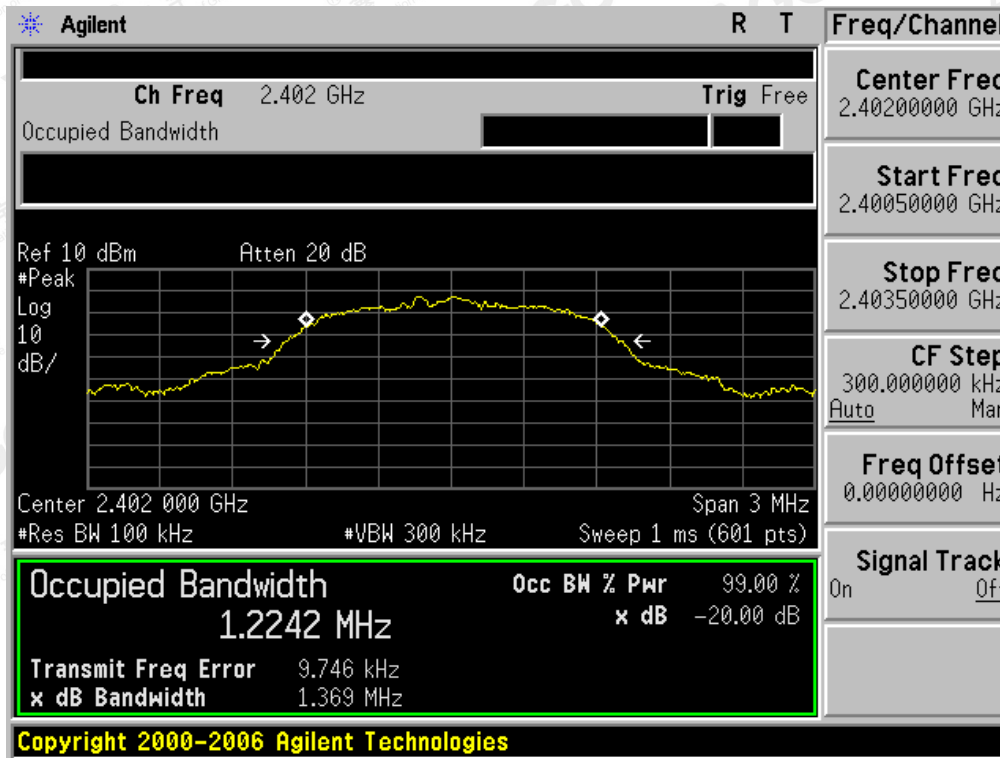 Agilent R T
Freq/Channel
Ch Freq 2.402 GHz Trig Free
Occupied Bandwidth
Center Freq
2.40200000 GHz
Start Freq
2.40050000 GHz
Stop Freq
2.40350000 GHz
CF Step
300.000000 kHz
Auto Man
Freq Offset
0.00000000 Hz
Signal Track
On Off
Ref 10 dBm Atten 20 dB
#Peak
Log
10
dB/
Center 2.402 000 GHz Span 3 MHz
#Res BW 100 kHz #VBW 300 kHz Sweep 1 ms (601 pts)
Occupied Bandwidth
1.2242 MHz
Occ BW % Pwr 99.00 %
x dB -20.00 dB
Transmit Freq Error 9.746 kHz
x dB Bandwidth 1.369 MHz
Copyright 2000-2006 Agilent Technologies